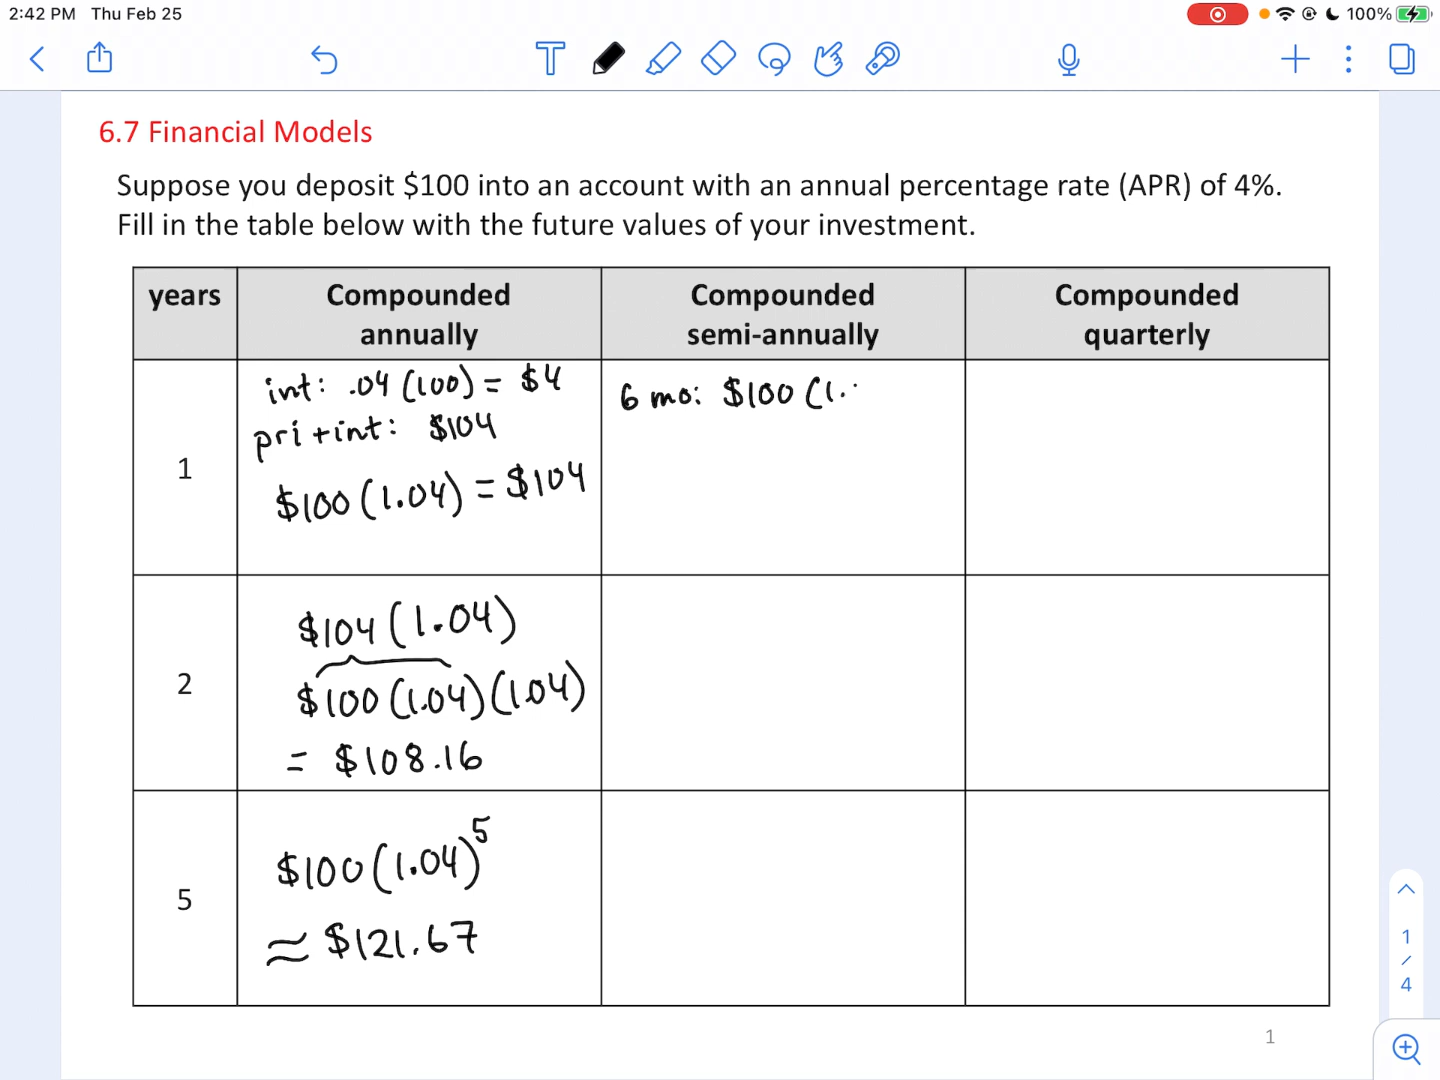 2:42 PM Thu Feb 25
100%
6.7 Financial Models
Suppose you deposit $100 into an account with an annual percentage rate (APR) of 4%.
Fill in the table below with the future values of your investment.
years
Compounded
annually
Compounded
semi-annually
Compounded
quarterly
1
int: .04 (100) = $4
pri + int: $104
$100 (1.04) = $104
6 mo: $100 (1.
2
$104 (1.04)
$100 (1.04) (1.04)
= $108.16
5
$100 (1.04)^5
≈ $121.67
1
/
4
1